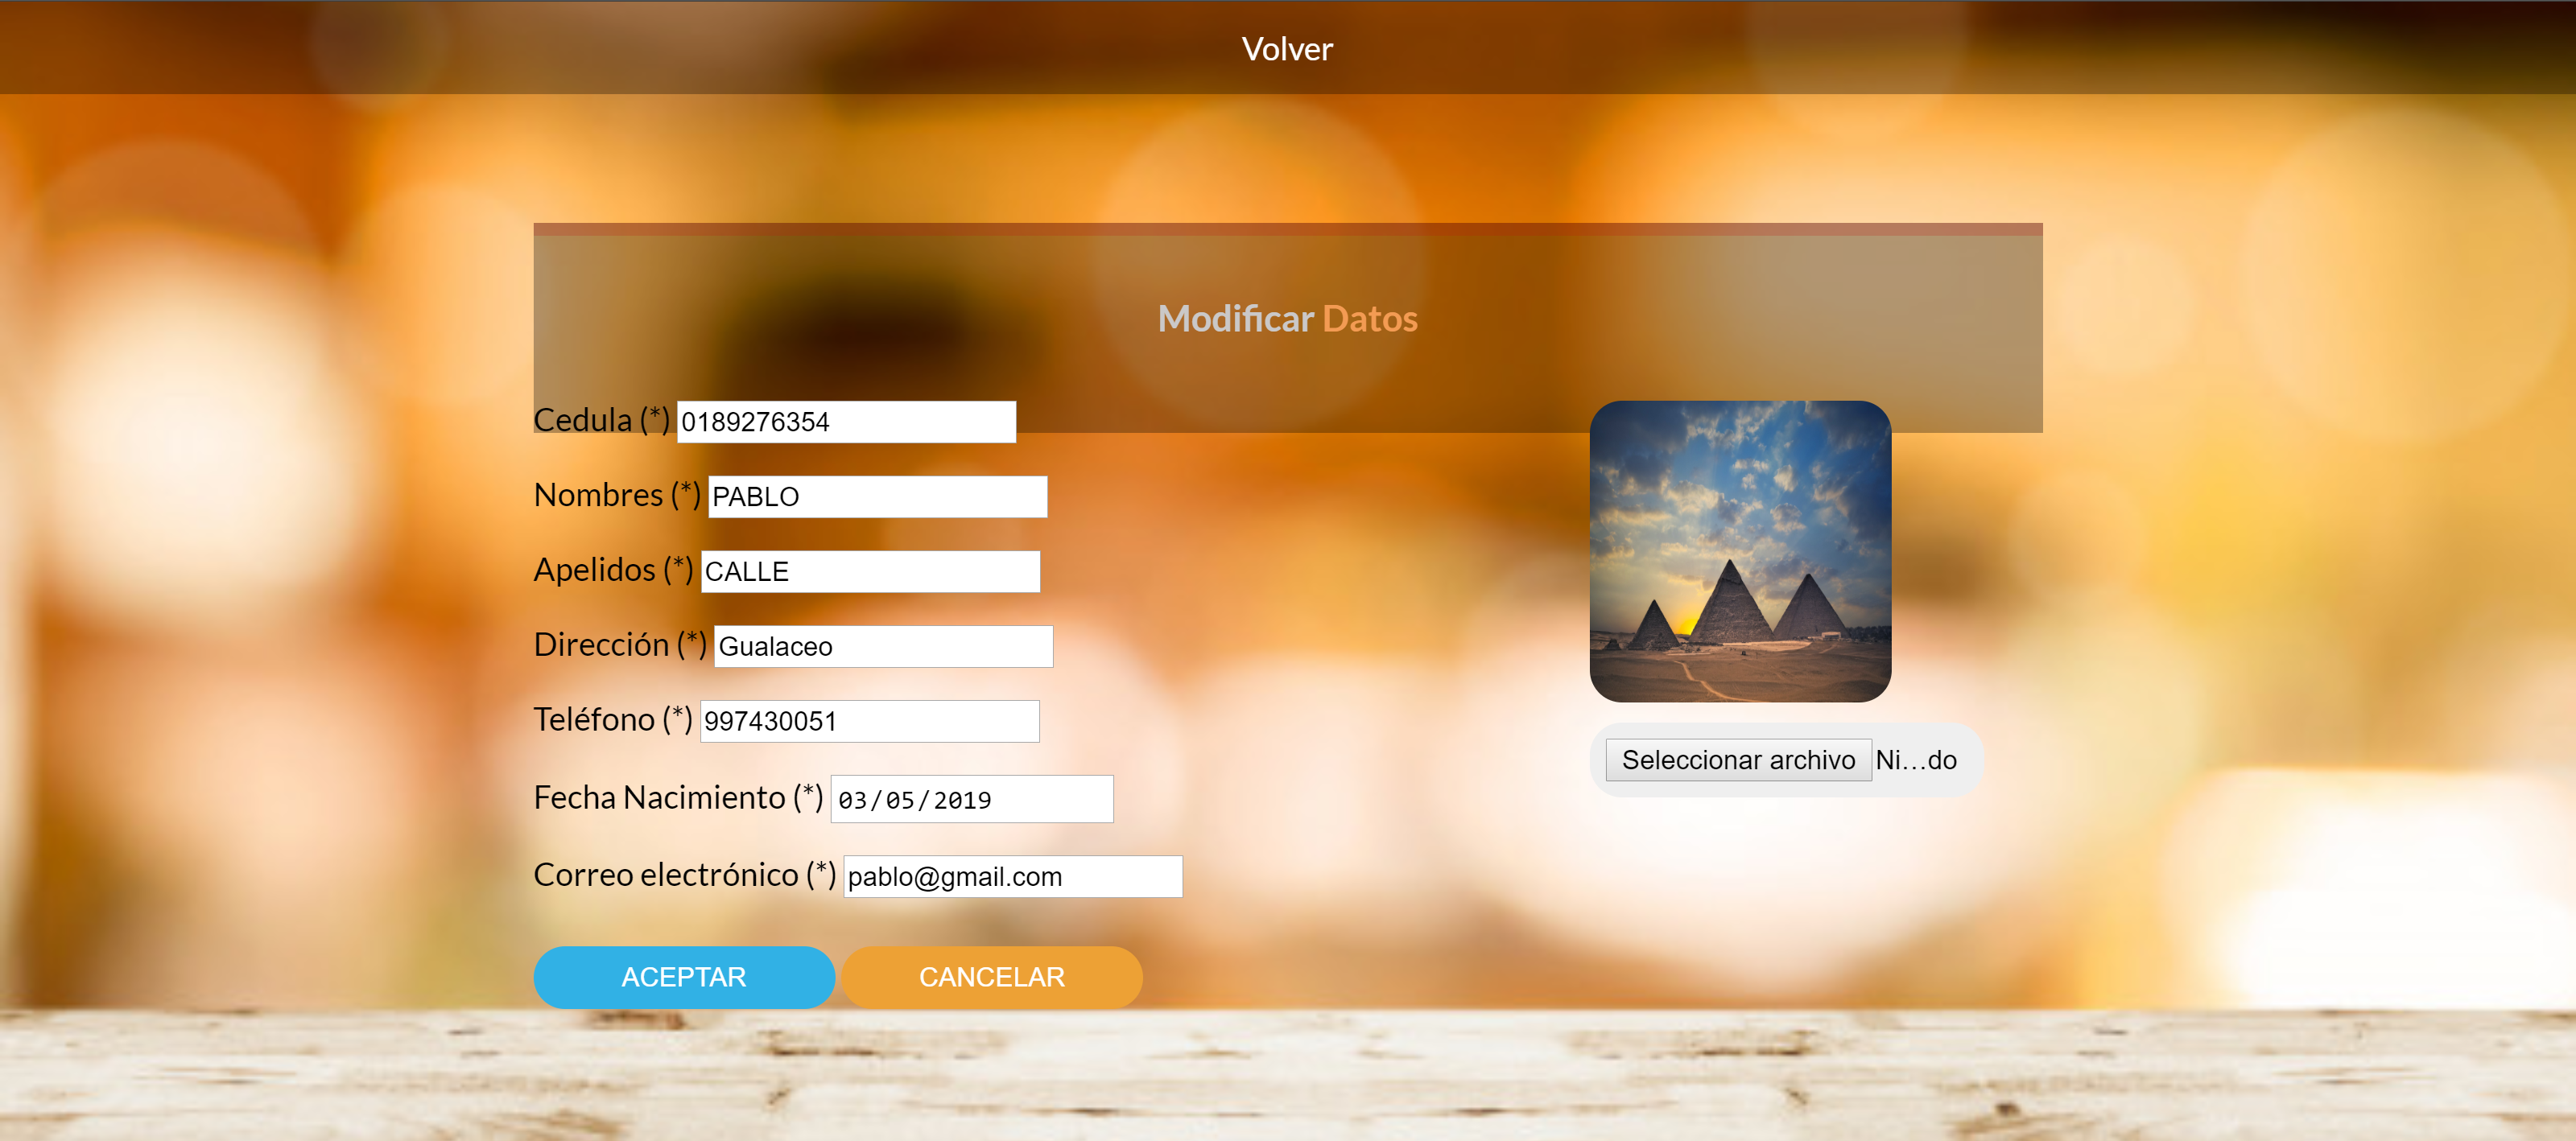 Volver
Modificar Datos
Cedula (*) 0189276354
Nombres (*) PABLO
Apelidos (*) CALLE
Dirección (*) Gualaceo
Teléfono (*) 997430051
Fecha Nacimiento (*) 03/05/2019
Correo electrónico (*) pablo@gmail.com
Seleccionar archivo Ni...do
ACEPTAR CANCELAR